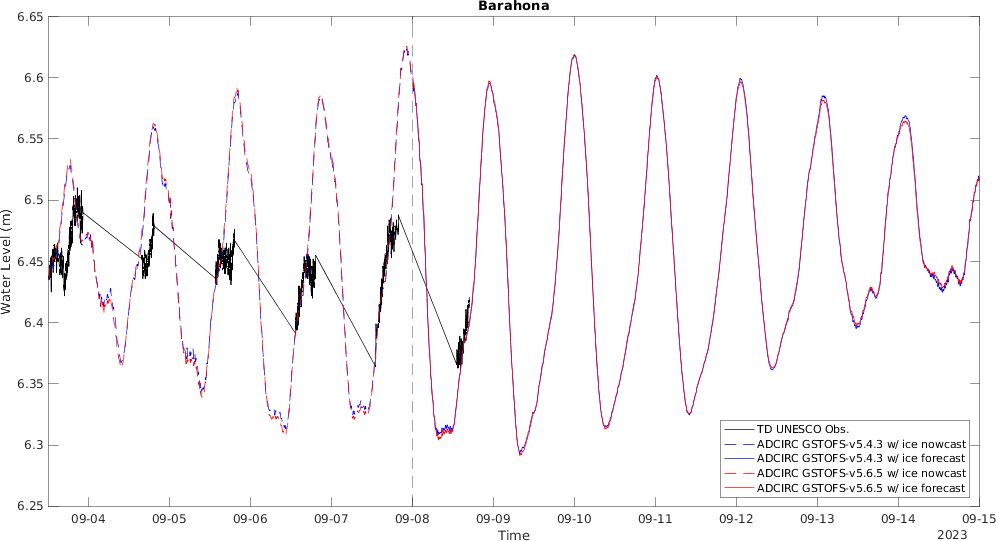 Barahona
6.65
6.6
6.55
6.5
6.45
6.4
6.35
6.3
6.25
Water Level (m)
09-04 09-05 09-06 09-07 09-08 09-09 09-10 09-11 09-12 09-13 09-14 09-15
Time
2023
TD UNESCO Obs.
ADCIRC GSTOFS-v5.4.3 w/ ice nowcast
ADCIRC GSTOFS-v5.4.3 w/ ice forecast
ADCIRC GSTOFS-v5.6.5 w/ ice nowcast
ADCIRC GSTOFS-v5.6.5 w/ ice forecast